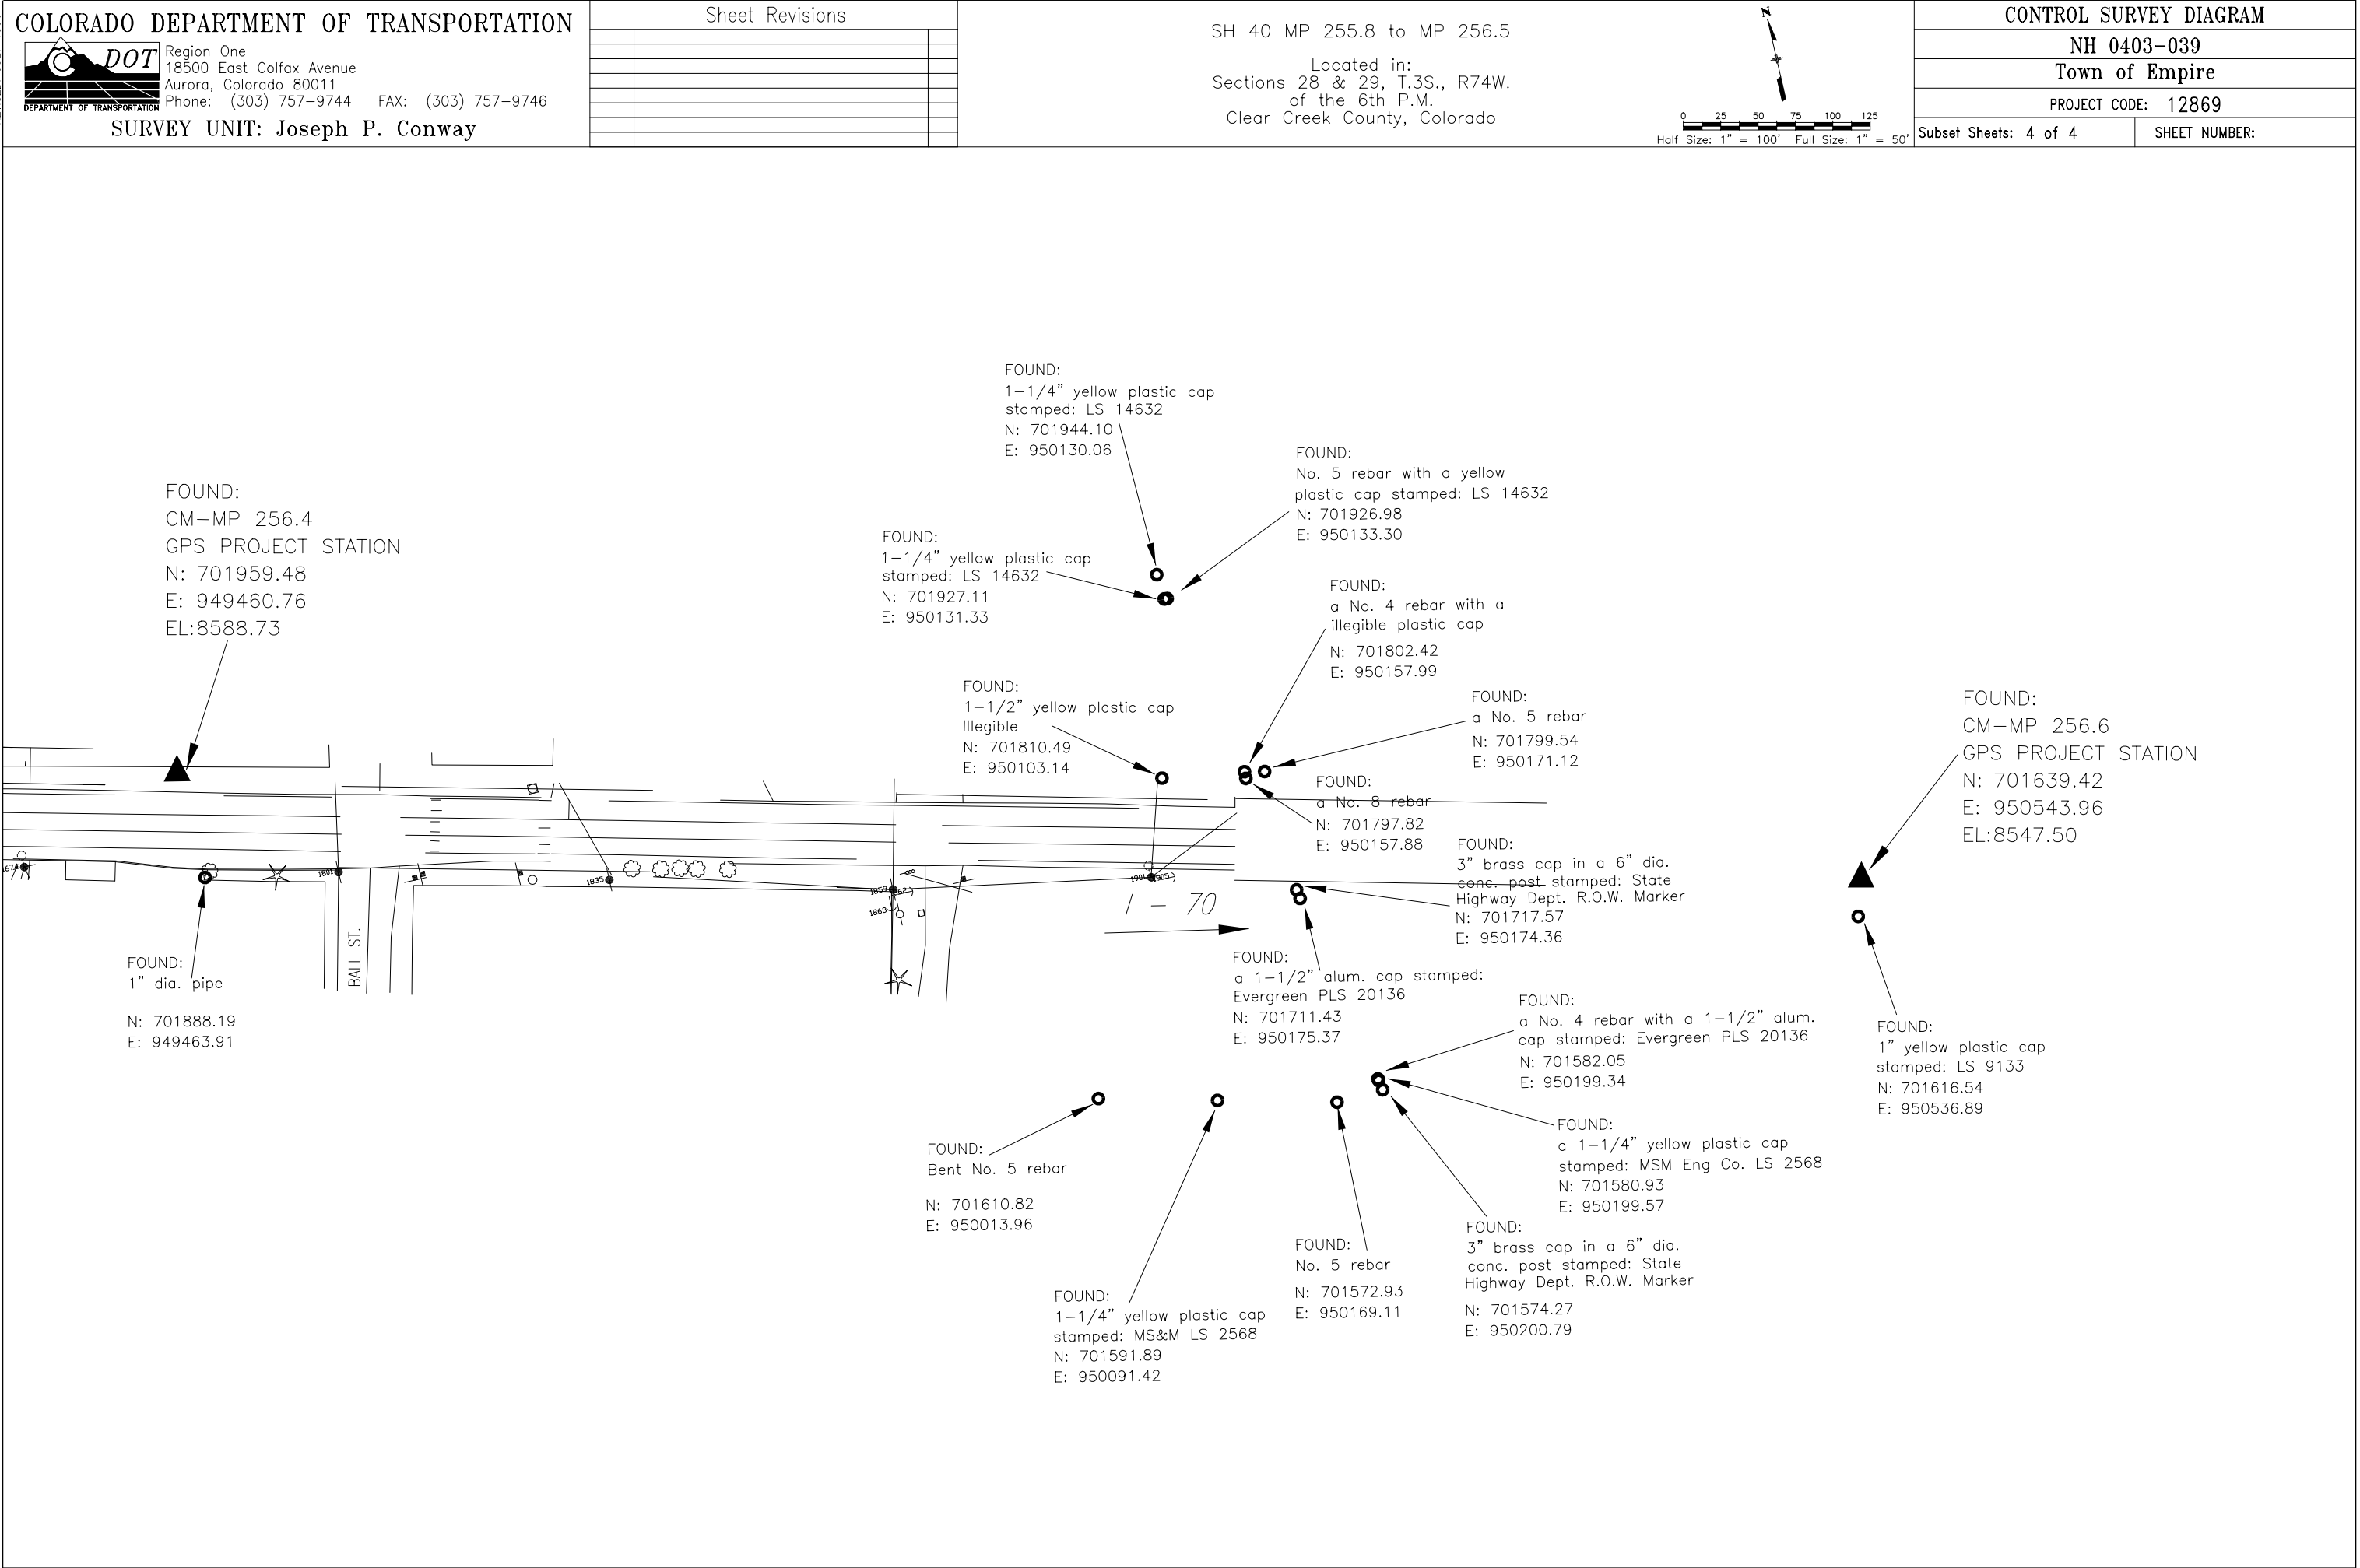 COLORADO DEPARTMENT OF TRANSPORTATION
DOT
DEPARTMENT OF TRANSPORTATION
Region One
18500 East Colfax Avenue
Aurora, Colorado 80011
Phone: (303) 757-9744 FAX: (303) 757-9746
SURVEY UNIT: Joseph P. Conway
Sheet Revisions
SH 40 MP 255.8 to MP 256.5
Located in:
Sections 28 & 29, T.3S., R74W.
of the 6th P.M.
Clear Creek County, Colorado
N
0 25 50 75 100 125
Half Size: 1" = 100' Full Size: 1" = 50'
CONTROL SURVEY DIAGRAM
NH 0403-039
Town of Empire
PROJECT CODE: 12869
Subset Sheets: 4 of 4
SHEET NUMBER:
FOUND:
1-1/4" yellow plastic cap
stamped: LS 14632
N: 701944.10
E: 950130.06
FOUND:
No. 5 rebar with a yellow
plastic cap stamped: LS 14632
N: 701926.98
E: 950133.30
FOUND:
CM-MP 256.4
GPS PROJECT STATION
N: 701959.48
E: 949460.76
EL:8588.73
FOUND:
1-1/4" yellow plastic cap
stamped: LS 14632
N: 701927.11
E: 950131.33
FOUND:
a No. 4 rebar with a
illegible plastic cap
N: 701802.42
E: 950157.99
FOUND:
1-1/2" yellow plastic cap
Illegible
N: 701810.49
E: 950103.14
FOUND:
a No. 5 rebar
N: 701799.54
E: 950171.12
FOUND:
CM-MP 256.6
GPS PROJECT STATION
N: 701639.42
E: 950543.96
EL:8547.50
FOUND:
a No. 8 rebar
N: 701797.82
E: 950157.88
FOUND:
3" brass cap in a 6" dia.
conc. post stamped: State
Highway Dept. R.O.W. Marker
N: 701717.57
E: 950174.36
1801
1835
1859
1863
1901
I - 70
BALL ST.
FOUND:
1" dia. pipe
N: 701888.19
E: 949463.91
FOUND:
a 1-1/2" alum. cap stamped:
Evergreen PLS 20136
N: 701711.43
E: 950175.37
FOUND:
a No. 4 rebar with a 1-1/2" alum.
cap stamped: Evergreen PLS 20136
N: 701582.05
E: 950199.34
FOUND:
1" yellow plastic cap
stamped: LS 9133
N: 701616.54
E: 950536.89
FOUND:
Bent No. 5 rebar
N: 701610.82
E: 950013.96
FOUND:
a 1-1/4" yellow plastic cap
stamped: MSM Eng Co. LS 2568
N: 701580.93
E: 950199.57
FOUND:
3" brass cap in a 6" dia.
conc. post stamped: State
Highway Dept. R.O.W. Marker
N: 701574.27
E: 950200.79
FOUND:
No. 5 rebar
N: 701572.93
E: 950169.11
FOUND:
1-1/4" yellow plastic cap
stamped: MS&M LS 2568
N: 701591.89
E: 950091.42